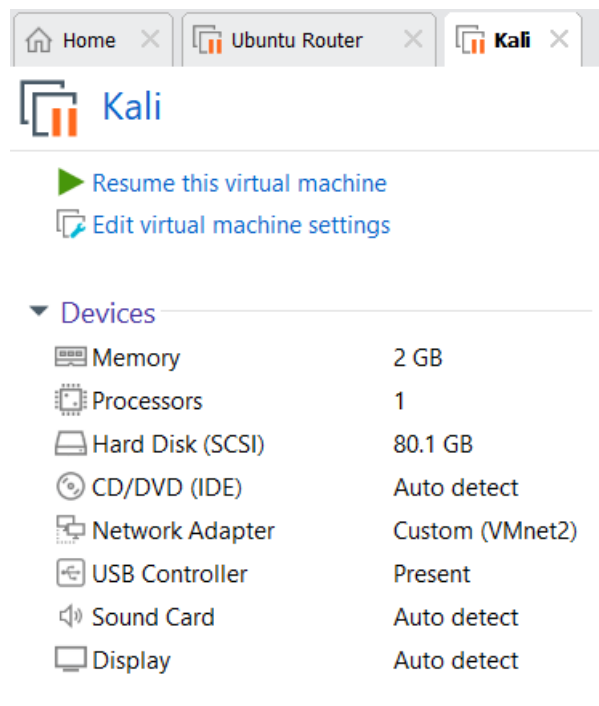 Home Ubuntu Router Kali
Kali
Resume this virtual machine
Edit virtual machine settings
Devices
Memory 2 GB
Processors 1
Hard Disk (SCSI) 80.1 GB
CD/DVD (IDE) Auto detect
Network Adapter Custom (VMnet2)
USB Controller Present
Sound Card Auto detect
Display Auto detect